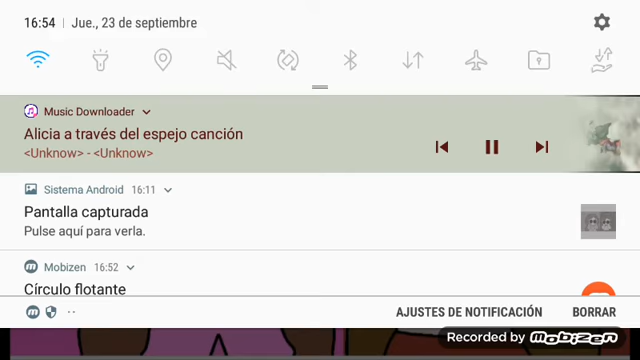 16:54 | Jue., 23 de septiembre
Music Downloader
Alicia a través del espejo canción
<Unknow> - <Unknow>
Sistema Android 16:11
Pantalla capturada
Pulse aquí para verla.
Mobizen 16:52
Círculo flotante
AJUSTES DE NOTIFICACIÓN BORRAR
Recorded by mobizen